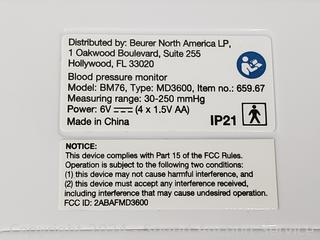 Distributed by: Beurer North America LP,
1 Oakwood Boulevard, Suite 255
Hollywood, FL 33020
Blood pressure monitor
Model: BM76, Type: MD3600, Item no.: 659.67
Measuring range: 30-250 mmHg
Power: 6V ⎓ (4 x 1.5V AA)
Made in China
IP21
NOTICE:
This device complies with Part 15 of the FCC Rules.
Operation is subject to the following two conditions:
(1) this device may not cause harmful interference, and
(2) this device must accept any interference received,
including interference that may cause undesired operation.
FCC ID: 2ABAFMD3600